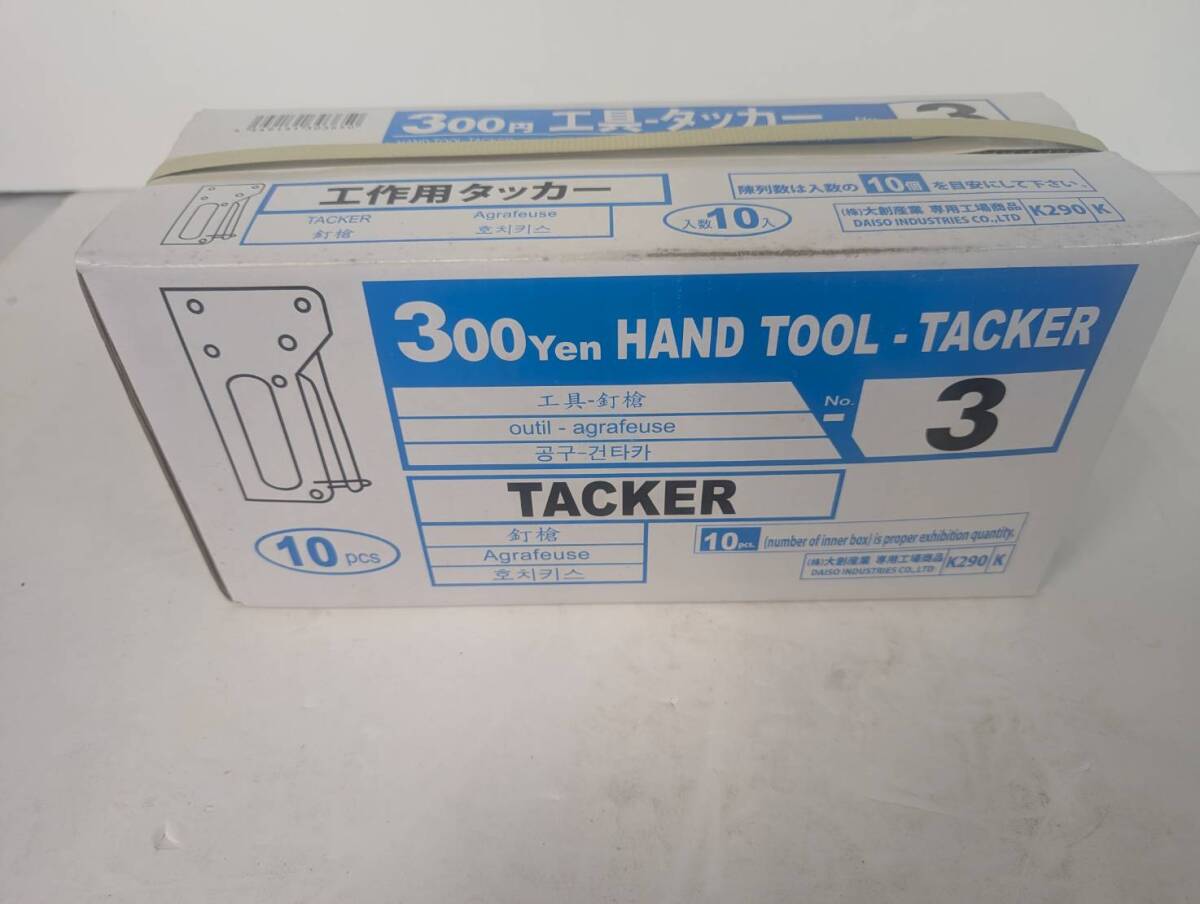 300円 工具-タッカー
3
工作用タッカー
TACKER
Agrafeuse
釘槍
호치키스
入数10入
陳列数は入数の 10個 を目安にして下さい。
(株)大創産業 専用工場商品
DAISO INDUSTRIES CO.,LTD
K290 K
300Yen HAND TOOL - TACKER
工具-釘槍
outil - agrafeuse
공구-건타카
No.
3
TACKER
釘槍
Agrafeuse
호치키스
10pcs
10pcs. (number of inner box) is proper exhibition quantity.
(株)大創産業 専用工場商品
DAISO INDUSTRIES CO.,LTD
K290 K